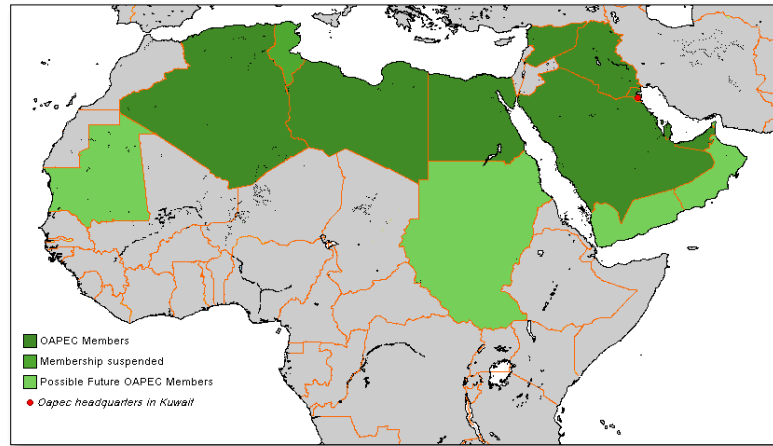 OAPEC Members
Membership suspended
Possible Future OAPEC Members
Oapec headquarters in Kuwait